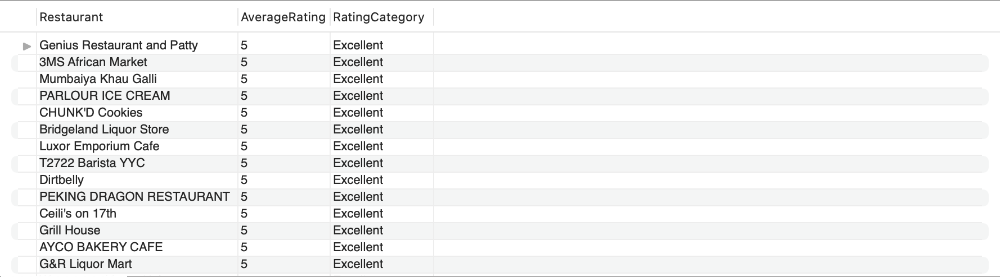 Restaurant AverageRating RatingCategory
Genius Restaurant and Patty 5 Excellent
3MS African Market 5 Excellent
Mumbaiya Khau Galli 5 Excellent
PARLOUR ICE CREAM 5 Excellent
CHUNK'D Cookies 5 Excellent
Bridgeland Liquor Store 5 Excellent
Luxor Emporium Cafe 5 Excellent
T2722 Barista YYC 5 Excellent
Dirtbelly 5 Excellent
PEKING DRAGON RESTAURANT 5 Excellent
Ceili's on 17th 5 Excellent
Grill House 5 Excellent
AYCO BAKERY CAFE 5 Excellent
G&R Liquor Mart 5 Excellent